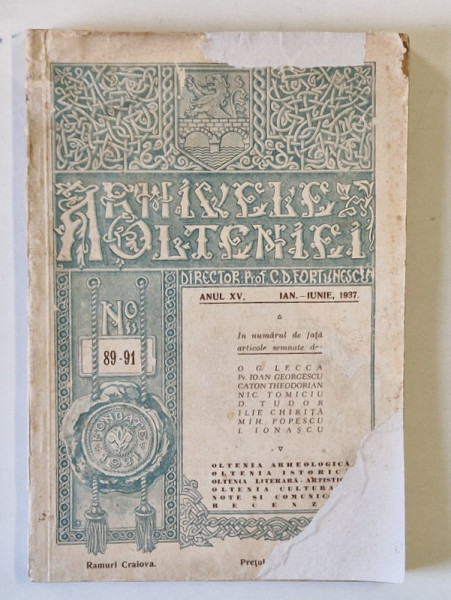 ARHIVELE
OLTENIEI
DIRECTOR: Prof. C.D. FORTUNESCU
ANUL XV. IAN.–IUNIE, 1937.
No
89-91
În numărul de față
articole semnate de:
O. G. LECCA
Pr. IOAN GEORGESCU
CATON THEODORIAN
NIC. TOMICIU
D. TUDOR
ILIE CHIRIȚĂ
MIH. POPESCU
I. IONAȘCU
OLTENIA ARHEOLOGICA
OLTENIA ISTORIC
OLTENIA LITERARĂ-ARTISTIC
OLTENIA CULTURA
NOTE ȘI COMUNIC
RECENZ
FONDATE
Ramuri Craiova. Prețul